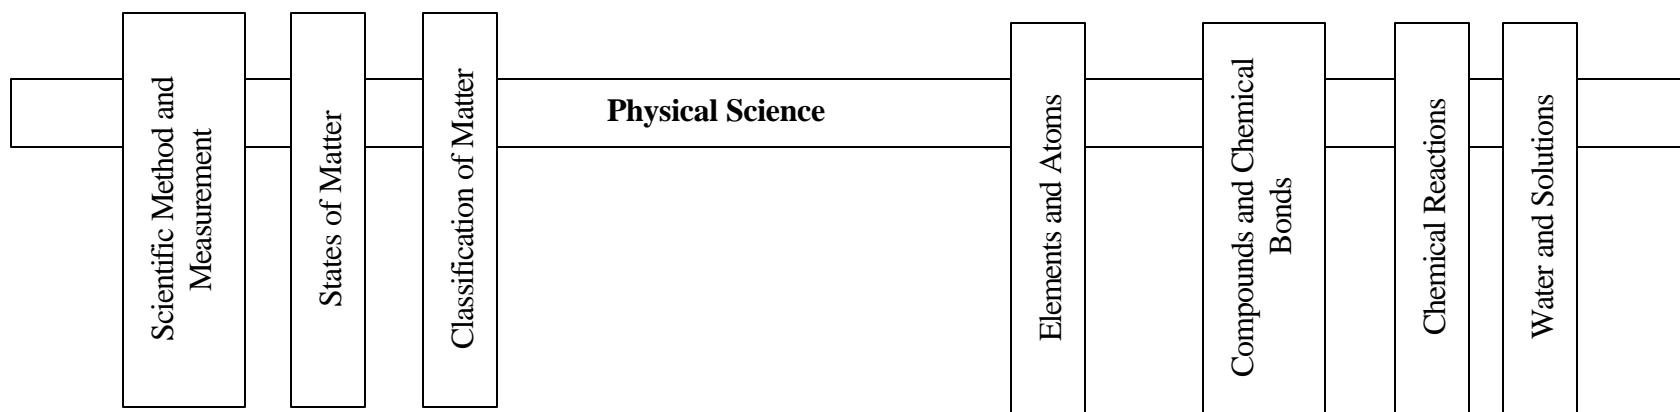 Scientific Method and
Measurement
States of Matter
Classification of Matter
Physical Science
Elements and Atoms
Compounds and Chemical
Bonds
Chemical Reactions
Water and Solutions